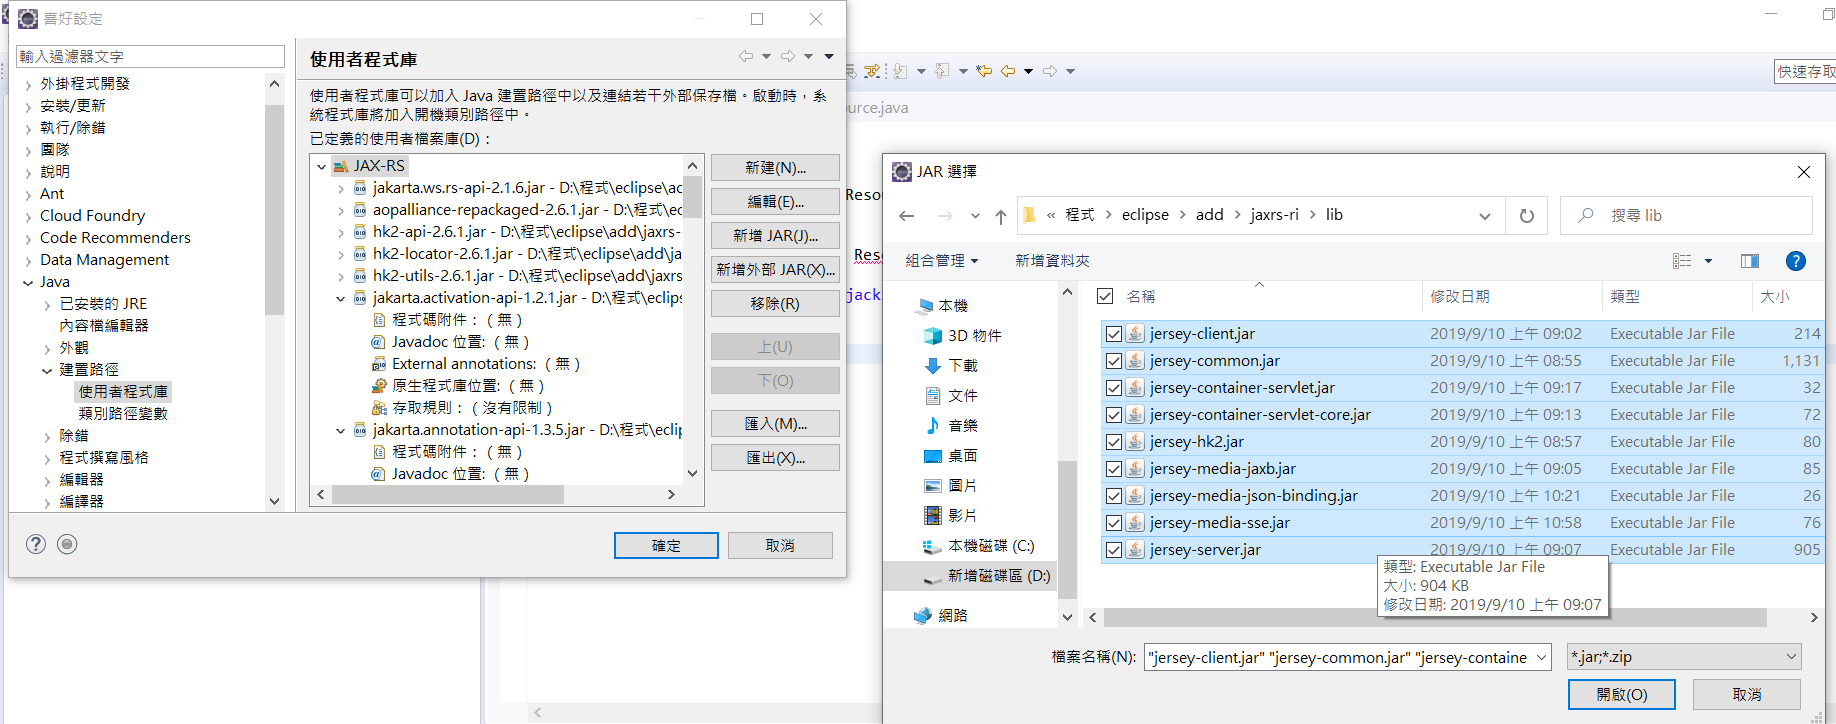 喜好設定
輸入過濾器文字
外掛程式開發
安裝/更新
執行/除錯
團隊
說明
Ant
Cloud Foundry
Code Recommenders
Data Management
Java
已安裝的 JRE
內容檔編輯器
外觀
建置路徑
使用者程式庫
類別路徑變數
除錯
程式撰寫風格
編輯器
編譯器
使用者程式庫
使用者程式庫可以加入 Java 建置路徑中以及連結若干外部保存檔。啟動時，系
統程式庫將加入開機類別路徑中。
已定義的使用者檔案庫(D)：
JAX-RS
jakarta.ws.rs-api-2.1.6.jar - D:\程式\eclipse\ac
aopalliance-repackaged-2.6.1.jar - D:\程式\ec
hk2-api-2.6.1.jar - D:\程式\eclipse\add\jaxrs-
hk2-locator-2.6.1.jar - D:\程式\eclipse\add\ja
hk2-utils-2.6.1.jar - D:\程式\eclipse\add\jaxrs
jakarta.activation-api-1.2.1.jar - D:\程式\eclips
程式碼附件：（無）
Javadoc 位置:（無）
External annotations:（無）
原生程式庫位置:（無）
存取規則：（沒有限制）
jakarta.annotation-api-1.3.5.jar - D:\程式\eclip
程式碼附件：（無）
Javadoc 位置:（無）
新建(N)...
編輯(E)...
新增 JAR(J)...
新增外部 JAR(X)...
移除(R)
上(U)
下(O)
匯入(M)...
匯出(X)...
確定
取消
快速存取
ource.java
Resou
Resc
jack
JAR 選擇
« 程式 > eclipse > add > jaxrs-ri > lib
搜尋 lib
組合管理
新增資料夾
本機
3D 物件
下載
文件
音樂
桌面
圖片
影片
本機磁碟 (C:)
新增磁碟區 (D:)
網路
名稱 修改日期 類型 大小
jersey-client.jar 2019/9/10 上午 09:02 Executable Jar File 214
jersey-common.jar 2019/9/10 上午 08:55 Executable Jar File 1,131
jersey-container-servlet.jar 2019/9/10 上午 09:17 Executable Jar File 32
jersey-container-servlet-core.jar 2019/9/10 上午 09:13 Executable Jar File 72
jersey-hk2.jar 2019/9/10 上午 08:57 Executable Jar File 80
jersey-media-jaxb.jar 2019/9/10 上午 09:05 Executable Jar File 85
jersey-media-json-binding.jar 2019/9/10 上午 10:21 Executable Jar File 26
jersey-media-sse.jar 2019/9/10 上午 10:58 Executable Jar File 76
jersey-server.jar 2019/9/10 上午 09:07 Executable Jar File 905
類型: Executable Jar File
大小: 904 KB
修改日期: 2019/9/10 上午 09:07
檔案名稱(N): "jersey-client.jar" "jersey-common.jar" "jersey-containe
*.jar;*.zip
開啟(O)
取消